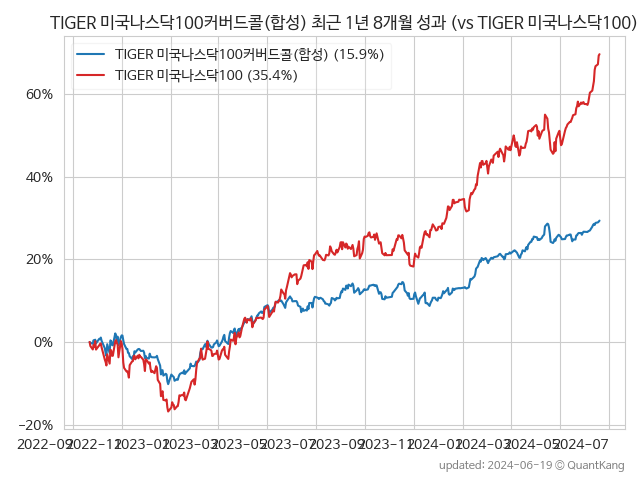 TIGER 미국나스닥100커버드콜(합성) 최근 1년 8개월 성과 (vs TIGER 미국나스닥100)
TIGER 미국나스닥100커버드콜(합성) (15.9%)
TIGER 미국나스닥100 (35.4%)
60%
40%
20%
0%
−20%
2022-09 2022-11 2023-01 2023-03 2023-05 2023-07 2023-09 2023-11 2024-01 2024-03 2024-05 2024-07
updated: 2024-06-19 © QuantKang